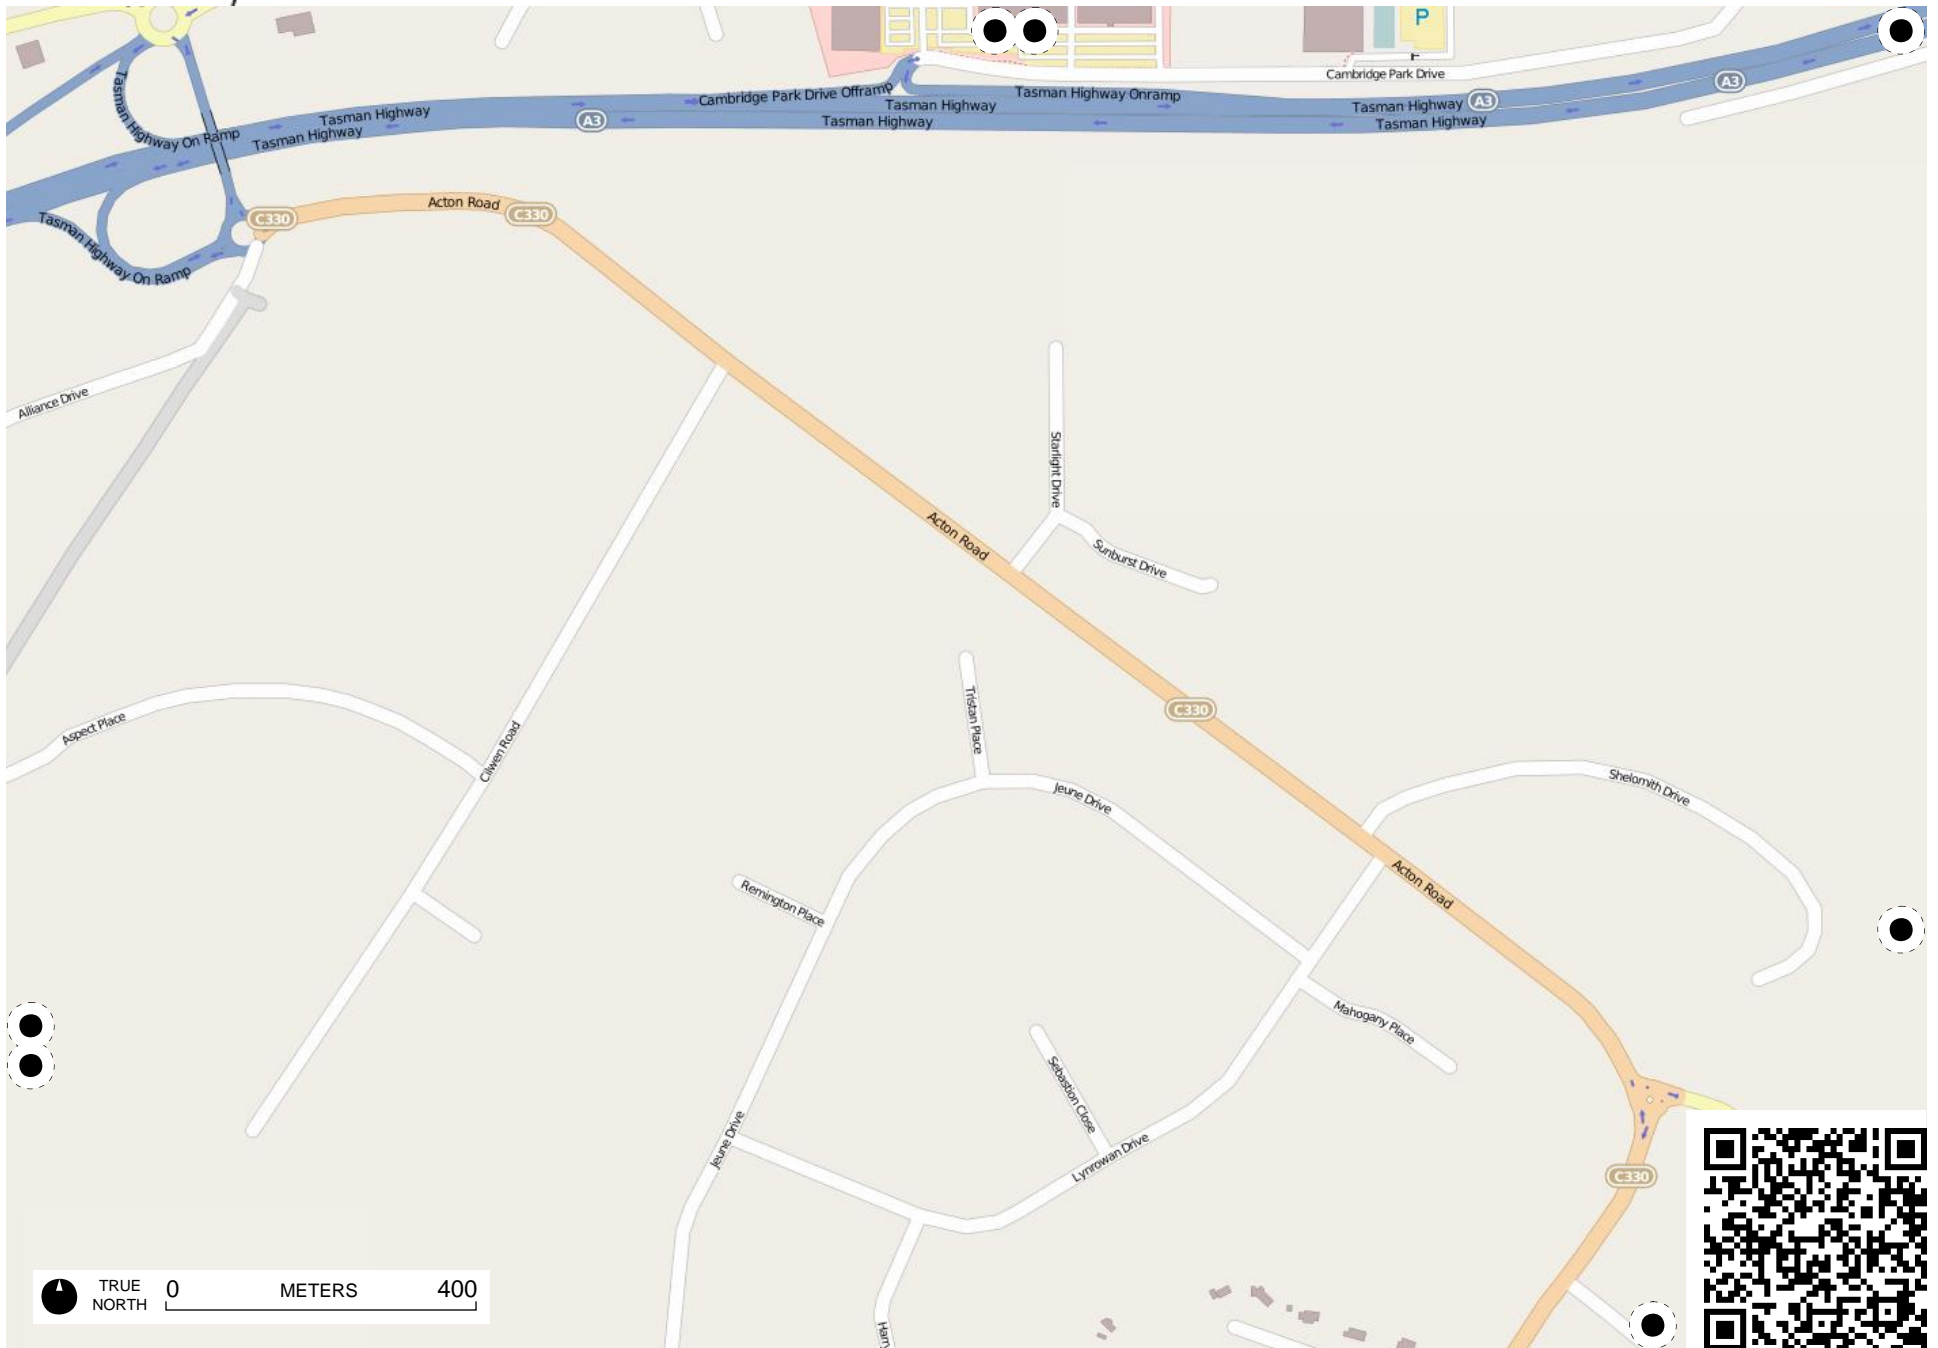 P
Cambridge Park Drive
A3
Cambridge Park Drive Offramp
Tasman Highway Onramp
Tasman Highway
Tasman Highway
Tasman Highway
A3
Tasman Highway
A3
Tasman Highway
Tasman Highway
Tasman Highway
Tasman Highway On Ramp
Acton Road
C330
C330
Tasman Highway On Ramp
Alliance Drive
Starlight Drive
Acton Road
Sunburst Drive
Tristan Place
C330
Aspect Place
Cilwen Road
Jeune Drive
Shelomith Drive
Acton Road
Remington Place
Mahogany Place
Sebastion Close
Jeune Drive
Lynrowan Drive
C330
TRUE NORTH
0 METERS 400